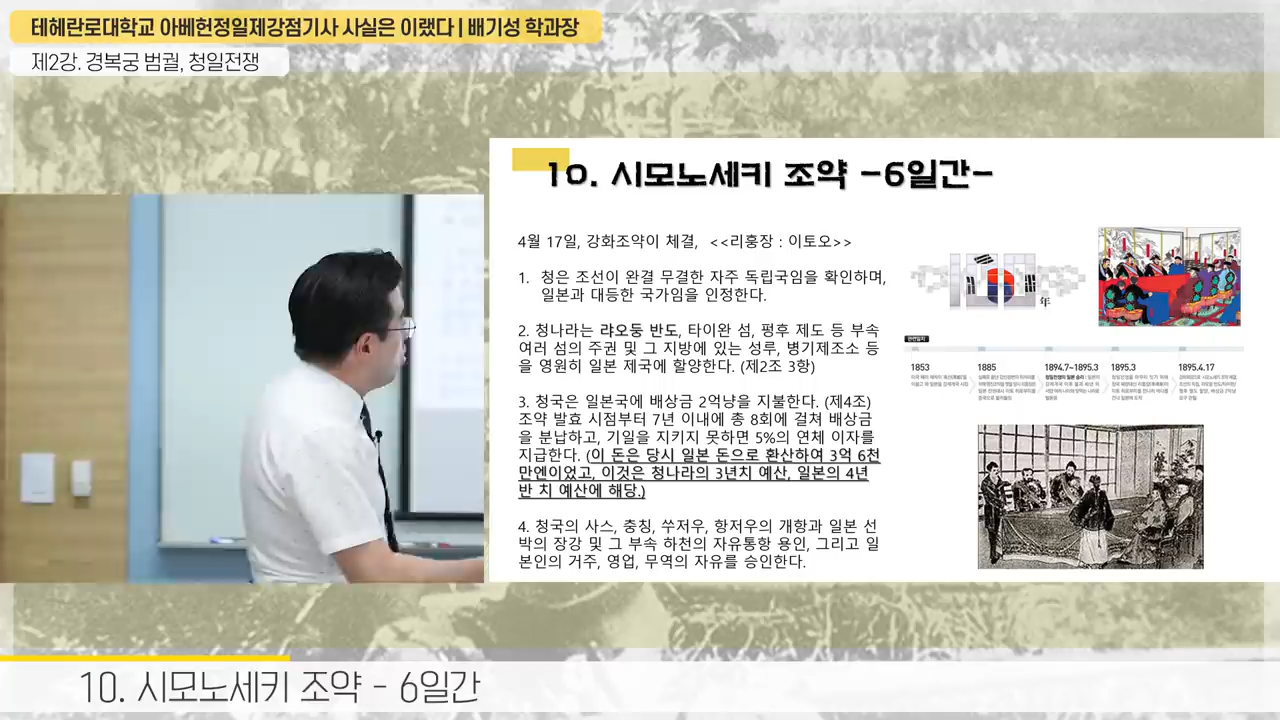 테헤란로대학교 아베헌정일제강점기사 사실은 이랬다 | 배기성 학과장
제2강. 경복궁 범궐, 청일전쟁
10. 시모노세키 조약 -6일간-
4월 17일, 강화조약이 체결, <<리홍장 : 이토오>>
1. 청은 조선이 완결 무결한 자주 독립국임을 확인하며,
일본과 대등한 국가임을 인정한다.
2. 청나라는 랴오둥 반도, 타이완 섬, 펑후 제도 등 부속
여러 섬의 주권 및 그 지방에 있는 성루, 병기제조소 등
을 영원히 일본 제국에 할양한다. (제2조 3항)
3. 청국은 일본국에 배상금 2억냥을 지불한다. (제4조)
조약 발효 시점부터 7년 이내에 총 8회에 걸쳐 배상금
을 분납하고, 기일을 지키지 못하면 5%의 연체 이자를
지급한다. (이 돈은 당시 일본 돈으로 환산하여 3억 6천
만엔이었고, 이것은 청나라의 3년치 예산, 일본의 4년
반 치 예산에 해당.)
4. 청국의 사스, 충칭, 쑤저우, 항저우의 개항과 일본 선
박의 장강 및 그 부속 하천의 자유통항 용인, 그리고 일
본인의 거주, 영업, 무역의 자유를 승인한다.
年
관련일지
1853
1885
1894.7~1895.3
1895.3
1895.4.17
10. 시모노세키 조약 - 6일간